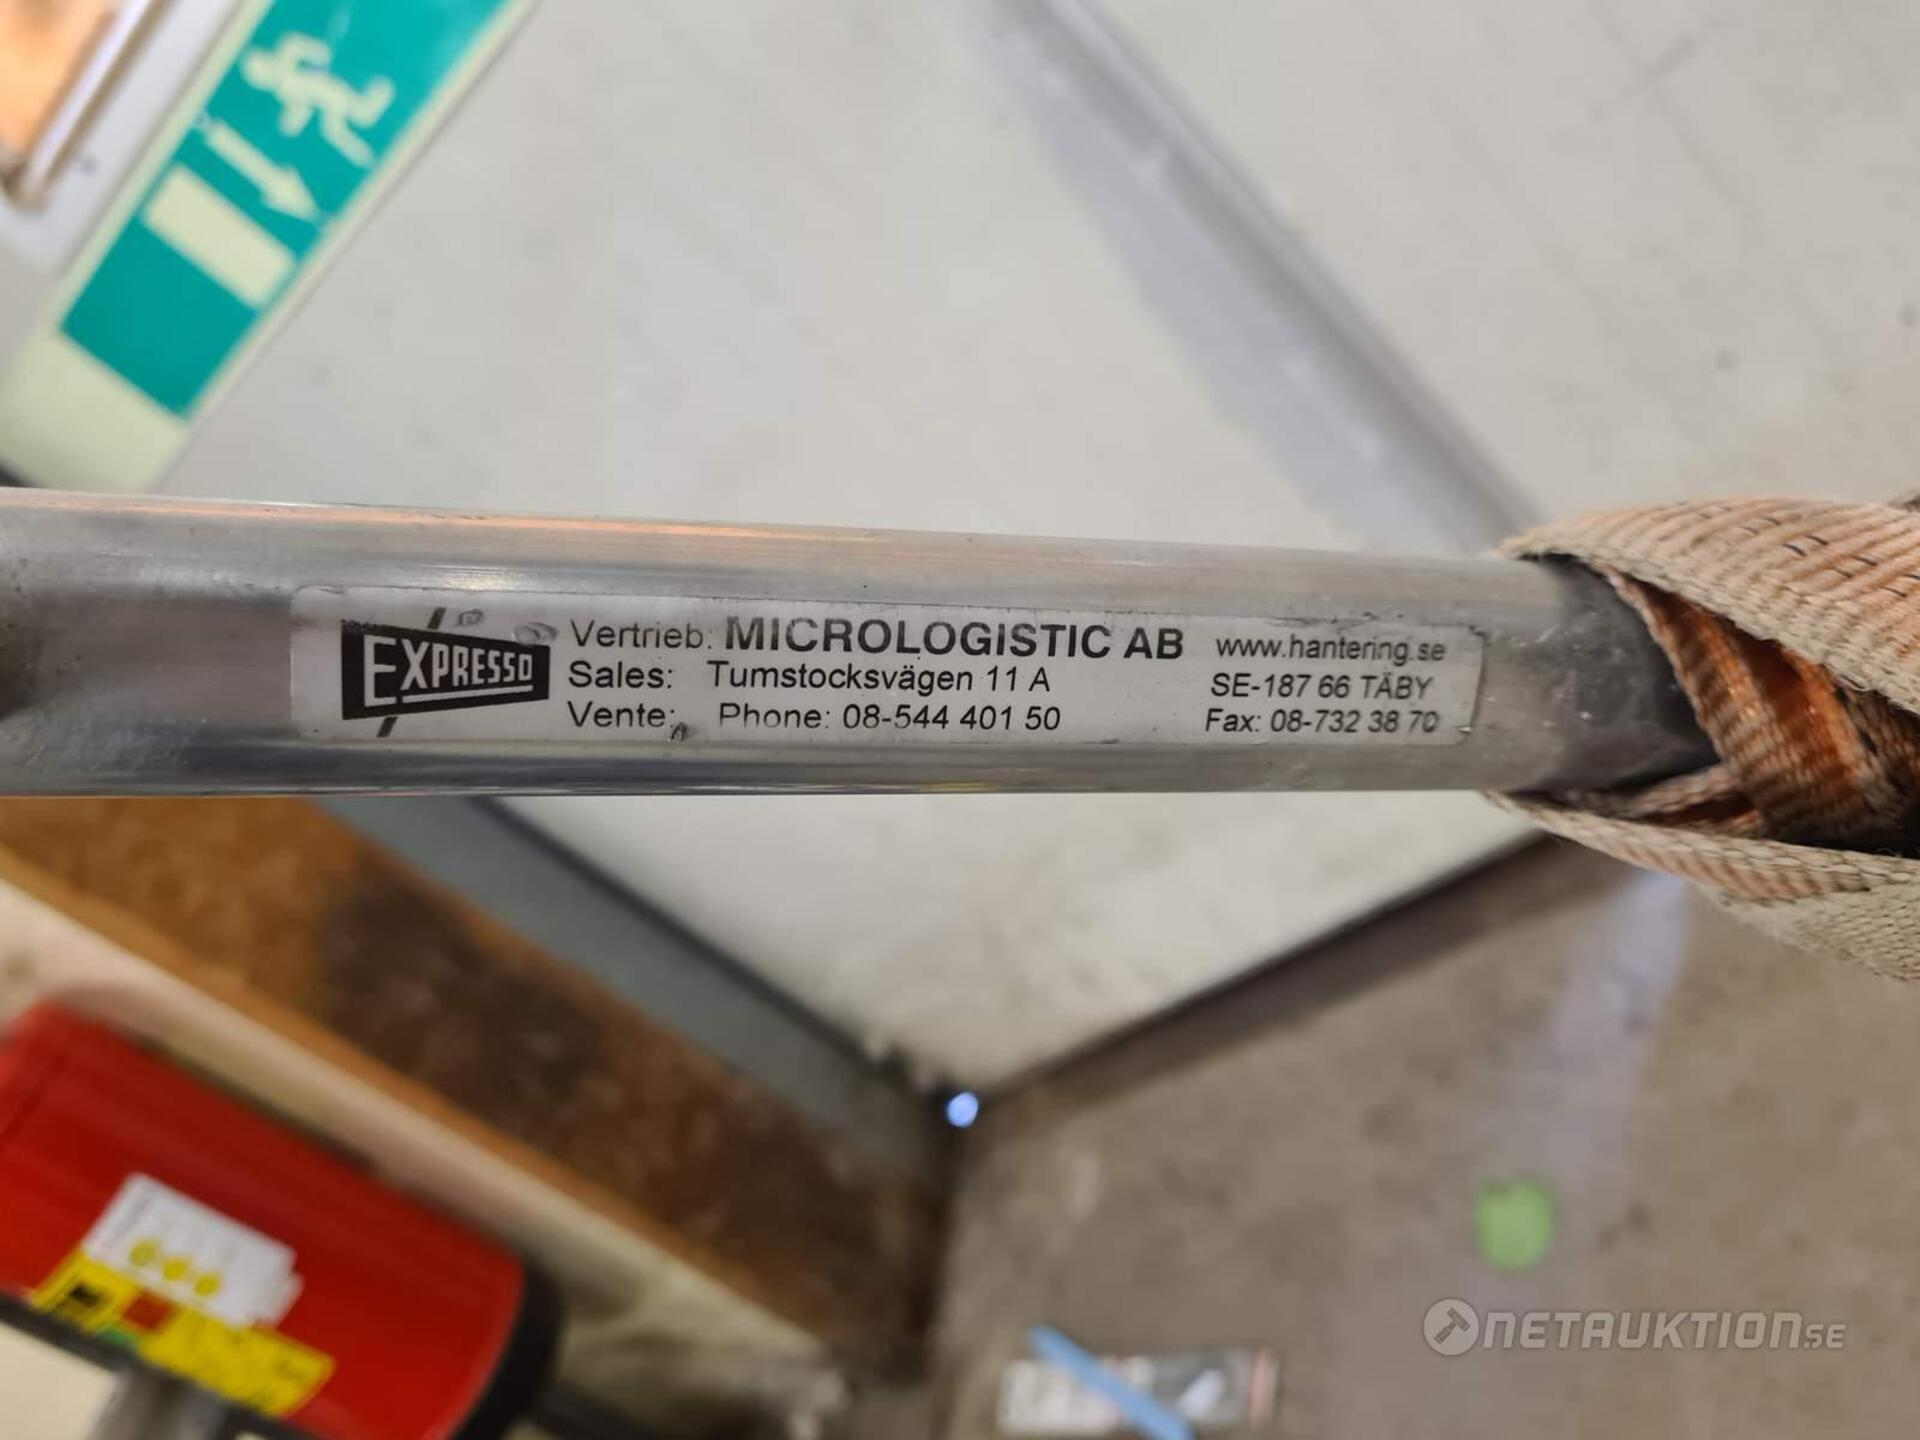 EXPRESSO
Vertrieb: MICROLOGISTIC AB www.hantering.se
Sales: Tumstocksvägen 11 A SE-187 66 TÄBY
Vente: Phone: 08-544 401 50 Fax: 08-732 38 70
NETAUKTION.SE